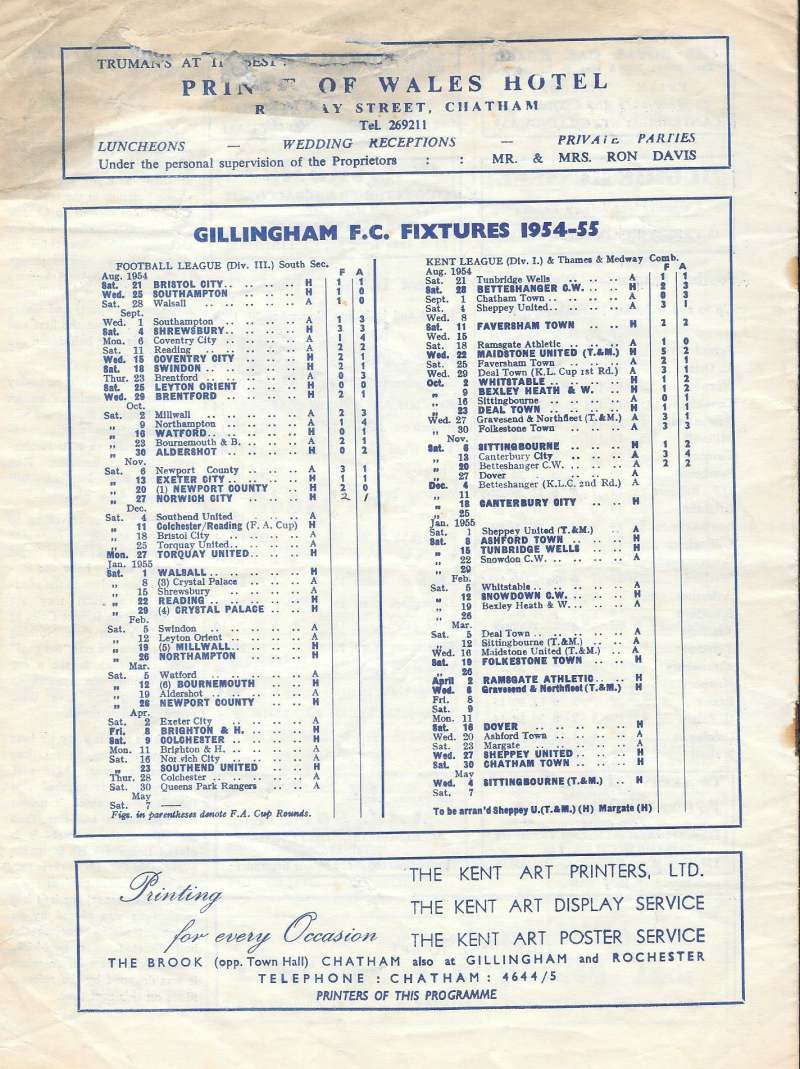 TRUMAN'S AT
PRIN OF WALES HOTEL
AY STREET, CHATHAM
Tel. 269211
LUNCHEONS — WEDDING RECEPTIONS — PRIVATE PARTIES
Under the personal supervision of the Proprietors : : MR. & MRS. RON DAVIS
GILLINGHAM F.C. FIXTURES 1954-55
FOOTBALL LEAGUE (Div. III.) South Sec. F A
Aug. 1954
Sat. 21 BRISTOL CITY.. .. .. .. H 1 1
Wed. 25 SOUTHAMPTON .. .. .. H 1 0
Sat. 28 Walsall .. .. .. .. .. A 1 0
Sept.
Wed. 1 Southampton .. .. .. .. A 1 3
Sat. 4 SHREWSBURY.. .. .. .. H 3 3
Mon. 6 Coventry City .. .. .. .. A 1 4
Sat. 11 Reading .. .. .. .. .. A 2 2
Wed. 15 COVENTRY CITY .. .. .. H 2 1
Sat. 18 SWINDON .. .. .. .. .. H 2 1
Thur. 23 Brentford .. .. .. .. .. A 0 3
Sat. 25 LEYTON ORIENT .. .. .. H 0 0
Wed. 29 BRENTFORD .. .. .. .. H 2 1
Oct.
Sat. 2 Millwall .. .. .. .. .. A 2 3
„ 9 Northampton .. .. .. .. A 1 4
„ 16 WATFORD.. .. .. .. .. H 0 1
„ 23 Bournemouth & B. .. .. .. A 2 1
„ 30 ALDERSHOT .. .. .. .. H 0 2
Nov.
Sat. 6 Newport County .. .. .. A 3 1
„ 13 EXETER CITY.. .. .. .. H 1 1
„ 20 (1) NEWPORT COUNTY .. H 2 0
„ 27 NORWICH CITY .. .. .. H 2 1
Dec.
Sat. 4 Southend United .. .. .. A
„ 11 Colchester/Reading (F. A. Cup) H
„ 18 Bristol City .. .. .. .. A
„ 25 Torquay United.. .. .. .. A
Mon. 27 TORQUAY UNITED.. .. .. H
Jan. 1955
Sat. 1 WALSALL.. .. .. .. .. H
„ 8 (3) Crystal Palace .. .. .. A
„ 15 Shrewsbury .. .. .. .. A
„ 22 READING .. .. .. .. .. H
„ 29 (4) CRYSTAL PALACE .. .. H
Feb.
Sat. 5 Swindon .. .. .. .. .. A
„ 12 Leyton Orient .. .. .. .. A
„ 19 (5) MILLWALL.. .. .. .. H
„ 26 NORTHAMPTON .. .. .. H
Mar.
Sat. 5 Watford .. .. .. .. .. A
„ 12 (6) BOURNEMOUTH .. .. H
„ 19 Aldershot .. .. .. .. .. A
„ 26 NEWPORT COUNTY .. .. H
Apr.
Sat. 2 Exeter City .. .. .. .. A
Fri. 8 BRIGHTON & H. .. .. .. H
Sat. 9 COLCHESTER .. .. .. .. H
Mon. 11 Brighton & H. .. .. .. .. A
Sat. 16 Norwich City .. .. .. .. A
„ 23 SOUTHEND UNITED .. .. H
Thur. 28 Colchester .. .. .. .. .. A
Sat. 30 Queens Park Rangers .. .. A
May
Sat. 7 ——
Figs. in parentheses denote F.A. Cup Rounds.
KENT LEAGUE (Div. I.) & Thames & Medway Comb.
F A
Aug. 1954
Sat. 21 Tunbridge Wells .. .. .. A 1 1
Sat. 28 BETTESHANGER C.W. .. .. H 2 3
Sept. 1 Chatham Town .. .. .. .. A 0 3
Sat. 4 Sheppey United.. .. .. .. A 3 1
Wed. 8
Sat. 11 FAVERSHAM TOWN .. .. H 2 2
Wed. 15
Sat. 18 Ramsgate Athletic .. .. .. A 1 0
Wed. 22 MAIDSTONE UNITED (T.&M.) H 5 2
Sat. 25 Faversham Town .. .. .. A 2 1
Wed. 29 Deal Town (K.L. Cup 1st Rd.) A 3 1
Oct. 2 WHITSTABLE .. .. .. .. H 1 2
„ 9 BEXLEY HEATH & W. .. .. H 1 2
„ 16 Sittingbourne .. .. .. .. A 0 1
„ 23 DEAL TOWN .. .. .. .. H 1 1
Wed. 27 Gravesend & Northfleet (T.&M.) A 3 1
„ 30 Folkestone Town .. .. .. A 3 3
Nov.
Sat. 6 SITTINGBOURNE .. .. .. H 1 2
„ 13 Canterbury City .. .. .. A 3 4
„ 20 Betteshanger C.W. .. .. .. A 2 2
„ 27 Dover .. .. .. .. .. A
Dec. 4 Betteshanger (K.L.C. 2nd Rd.) A
„ 11
„ 18 CANTERBURY CITY .. .. H
„ 25
Jan. 1955
Sat. 1 Sheppey United (T.&M.) .. A
Sat. 8 ASHFORD TOWN .. .. .. H
„ 15 TUNBRIDGE WELLS .. .. H
„ 22 Snowdon C.W. .. .. .. .. A
„ 29
Feb.
Sat. 5 Whitstable .. .. .. .. .. A
„ 12 SNOWDOWN C.W. .. .. .. H
„ 19 Bexley Heath & W... .. .. A
„ 26
Mar.
Sat. 5 Deal Town .. .. .. .. .. A
„ 12 Sittingbourne (T.&M.) .. .. A
Wed. 16 Maidstone United (T.&M.) .. A
Sat. 19 FOLKESTONE TOWN .. .. H
„ 26
April 2 RAMSGATE ATHLETIC .. .. H
Wed. 6 Gravesend & Northfleet (T.&M.) H
Fri. 8
Sat. 9
Mon. 11
Sat. 16 DOVER .. .. .. .. .. H
Wed. 20 Ashford Town .. .. .. .. A
Sat. 23 Margate .. .. .. .. .. A
Wed. 27 SHEPPEY UNITED .. .. .. H
Sat. 30 CHATHAM TOWN .. .. .. H
May
Wed. 4 SITTINGBOURNE (T.&M.) .. H
Sat. 7
To be arran'd Sheppey U.(T.&M.) (H) Margate (H)
Printing
for every Occasion
THE KENT ART PRINTERS, LTD.
THE KENT ART DISPLAY SERVICE
THE KENT ART POSTER SERVICE
THE BROOK (opp. Town Hall) CHATHAM also at GILLINGHAM and ROCHESTER
TELEPHONE : CHATHAM : 4644/5
PRINTERS OF THIS PROGRAMME